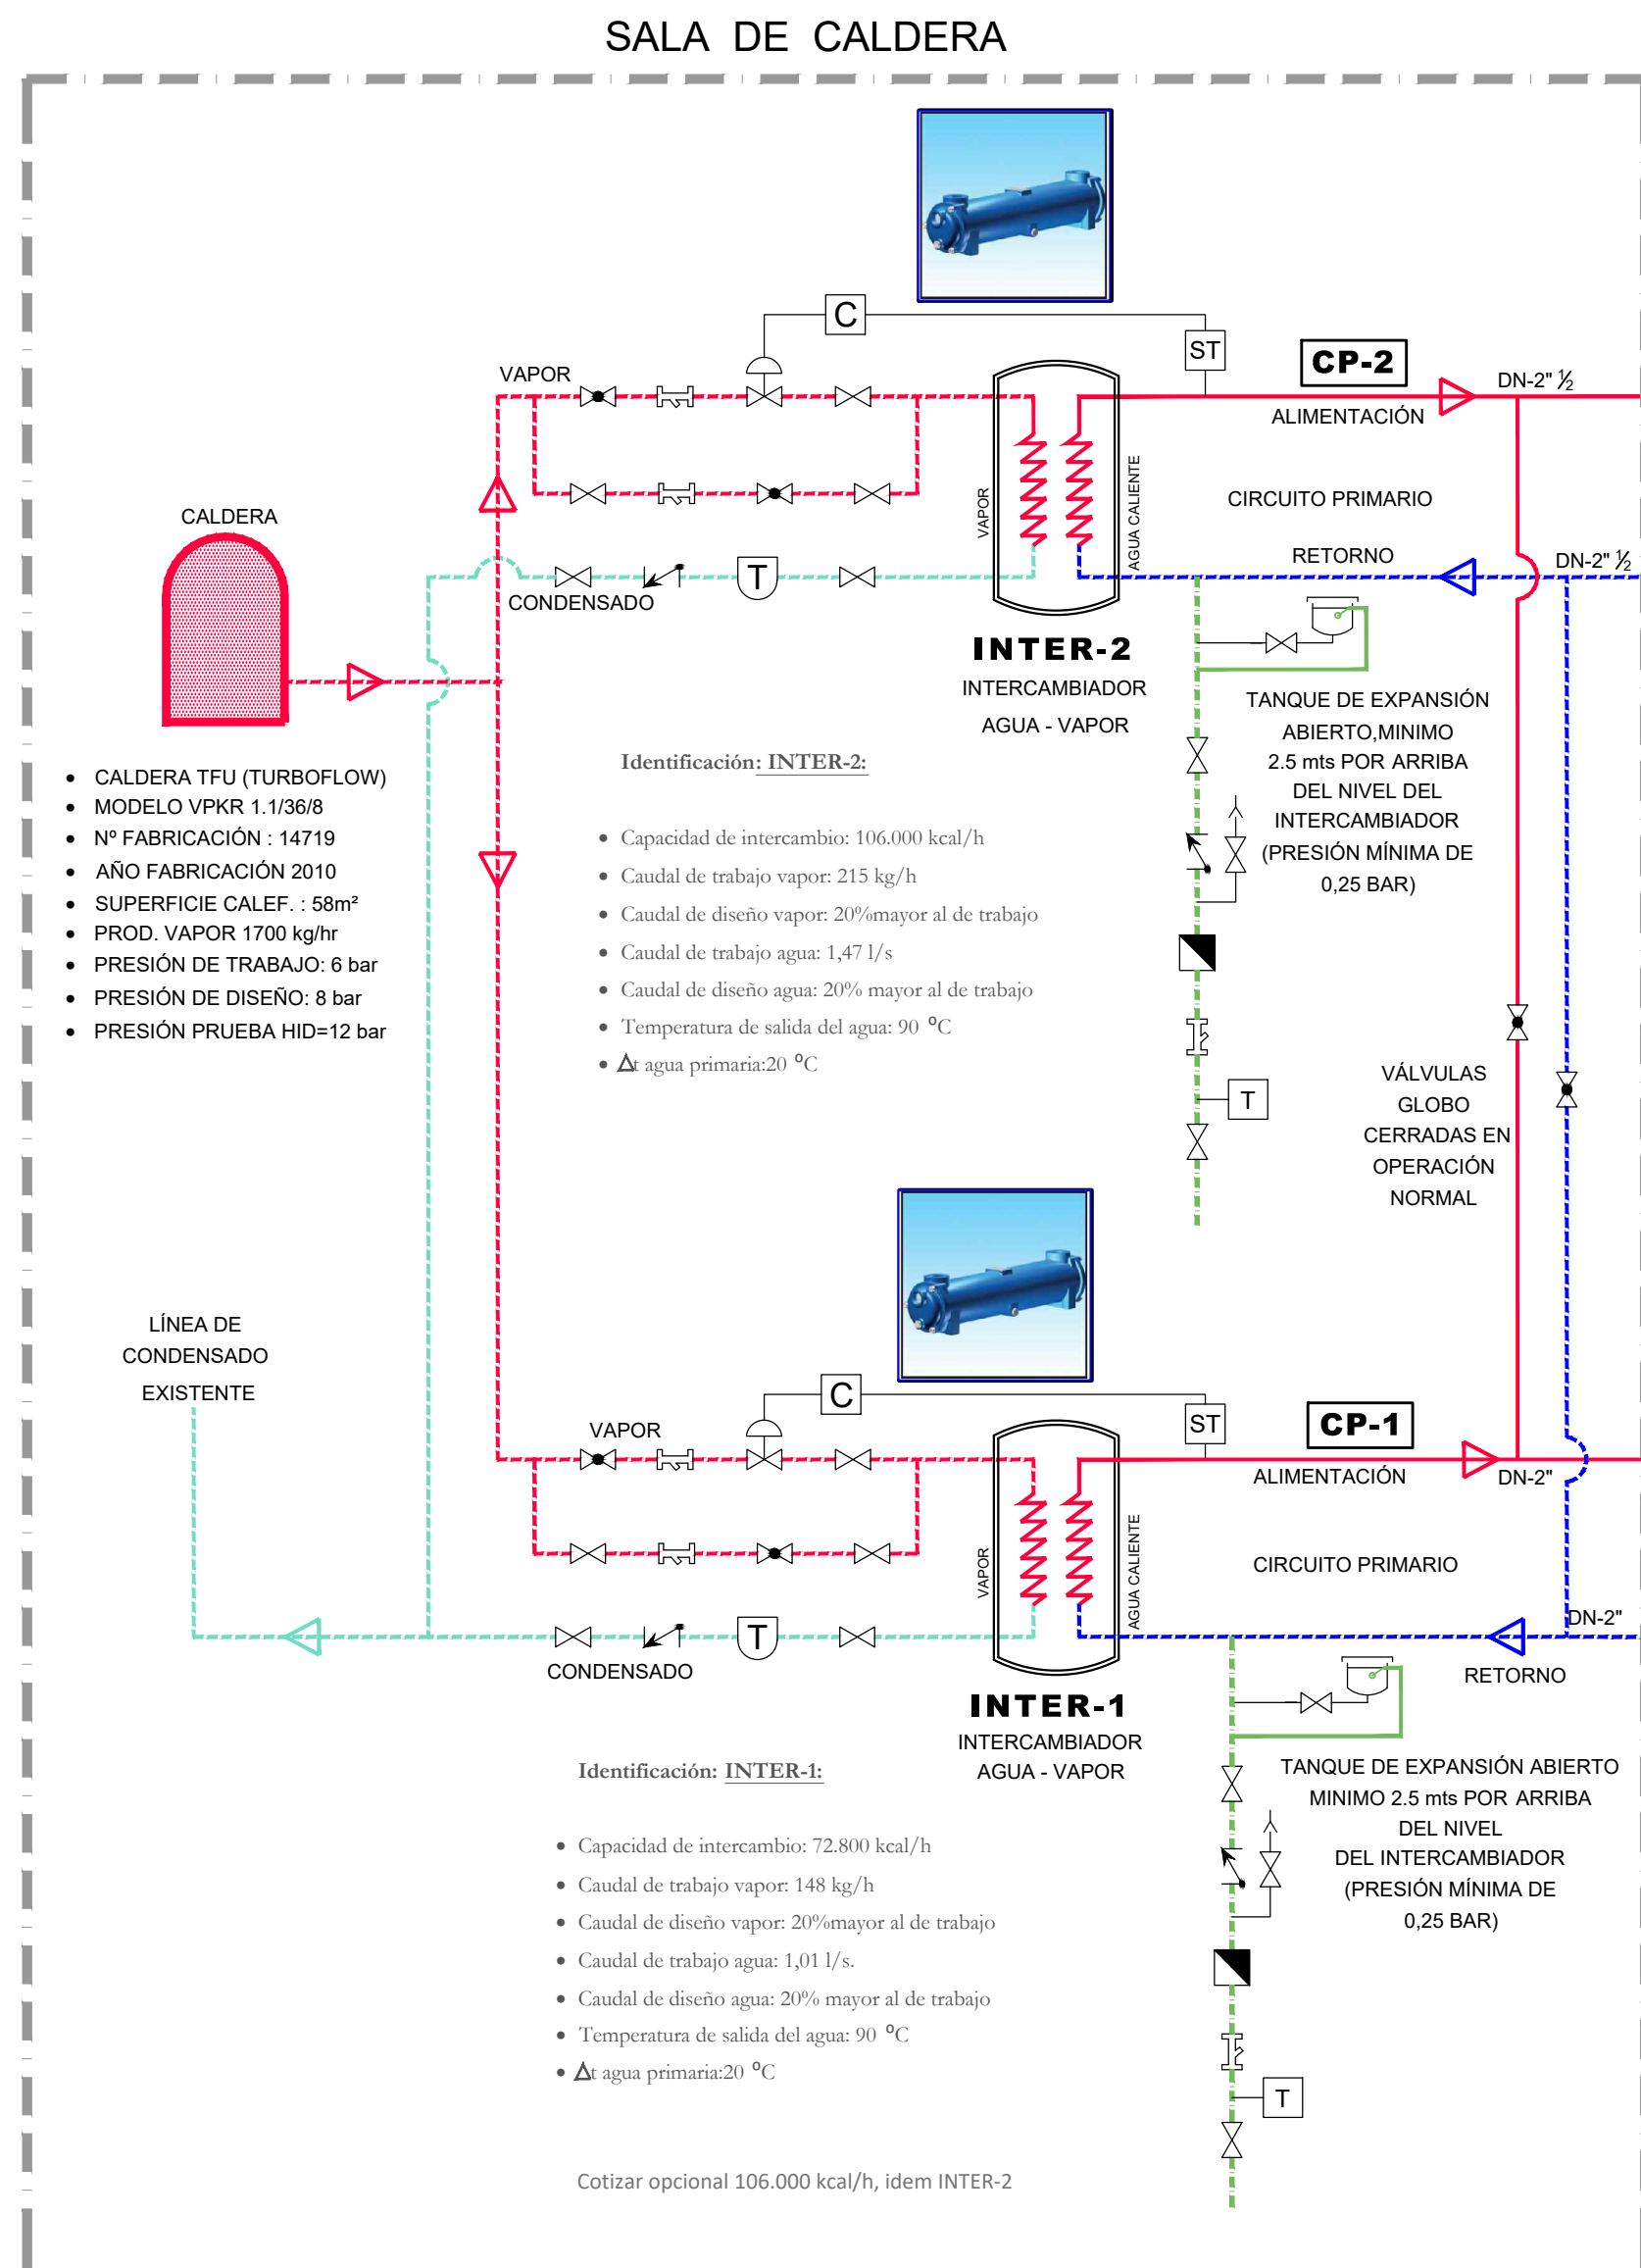 SALA DE CALDERA
C
ST
CP-2
VAPOR
DN-2" ½
ALIMENTACIÓN
VAPOR
AGUA CALIENTE
CIRCUITO PRIMARIO
CALDERA
RETORNO
DN-2" ½
T
CONDENSADO
INTER-2
INTERCAMBIADOR
AGUA - VAPOR
TANQUE DE EXPANSIÓN
ABIERTO,MINIMO
2.5 mts POR ARRIBA
DEL NIVEL DEL
INTERCAMBIADOR
(PRESIÓN MÍNIMA DE
0,25 BAR)
• CALDERA TFU (TURBOFLOW)
• MODELO VPKR 1.1/36/8
• Nº FABRICACIÓN : 14719
• AÑO FABRICACIÓN 2010
• SUPERFICIE CALEF. : 58m²
• PROD. VAPOR 1700 kg/hr
• PRESIÓN DE TRABAJO: 6 bar
• PRESIÓN DE DISEÑO: 8 bar
• PRESIÓN PRUEBA HID=12 bar
Identificación: INTER-2:
• Capacidad de intercambio: 106.000 kcal/h
• Caudal de trabajo vapor: 215 kg/h
• Caudal de diseño vapor: 20%mayor al de trabajo
• Caudal de trabajo agua: 1,47 l/s
• Caudal de diseño agua: 20% mayor al de trabajo
• Temperatura de salida del agua: 90 ºC
• Δt agua primaria:20 ºC
T
VÁLVULAS
GLOBO
CERRADAS EN
OPERACIÓN
NORMAL
LÍNEA DE
CONDENSADO
EXISTENTE
C
ST
CP-1
VAPOR
ALIMENTACIÓN
DN-2"
VAPOR
AGUA CALIENTE
CIRCUITO PRIMARIO
DN-2"
T
CONDENSADO
RETORNO
INTER-1
INTERCAMBIADOR
AGUA - VAPOR
TANQUE DE EXPANSIÓN ABIERTO
MINIMO 2.5 mts POR ARRIBA
DEL NIVEL
DEL INTERCAMBIADOR
(PRESIÓN MÍNIMA DE
0,25 BAR)
Identificación: INTER-1:
• Capacidad de intercambio: 72.800 kcal/h
• Caudal de trabajo vapor: 148 kg/h
• Caudal de diseño vapor: 20%mayor al de trabajo
• Caudal de trabajo agua: 1,01 l/s.
• Caudal de diseño agua: 20% mayor al de trabajo
• Temperatura de salida del agua: 90 ºC
• Δt agua primaria:20 ºC
T
Cotizar opcional 106.000 kcal/h, idem INTER-2